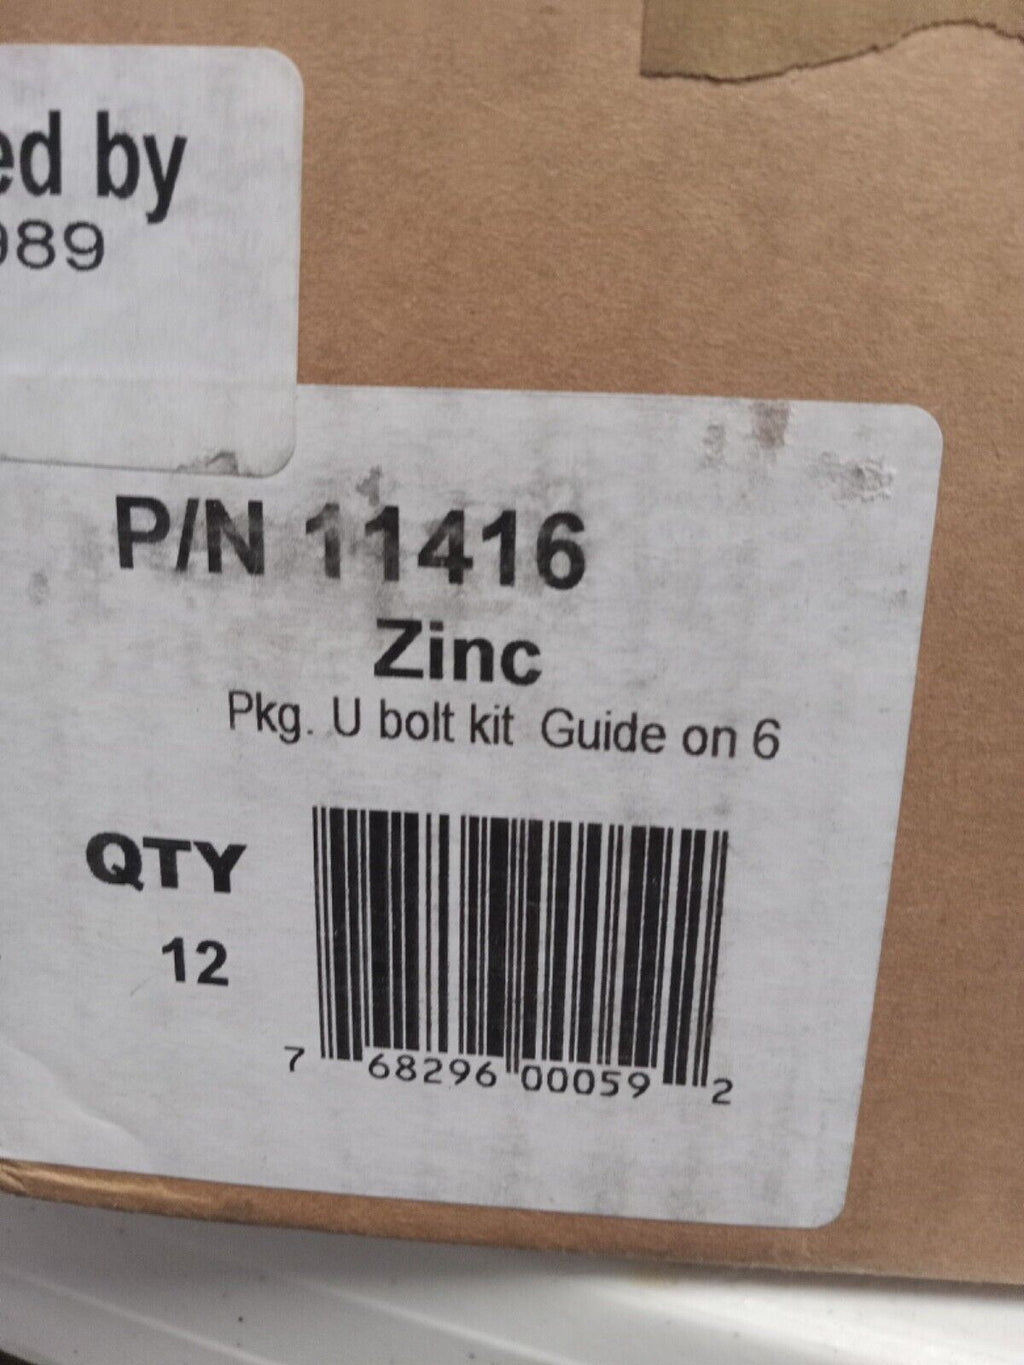 ed by
989
P/N 11416
Zinc
Pkg. U bolt kit Guide on 6
QTY
12
7 68296 00059 2